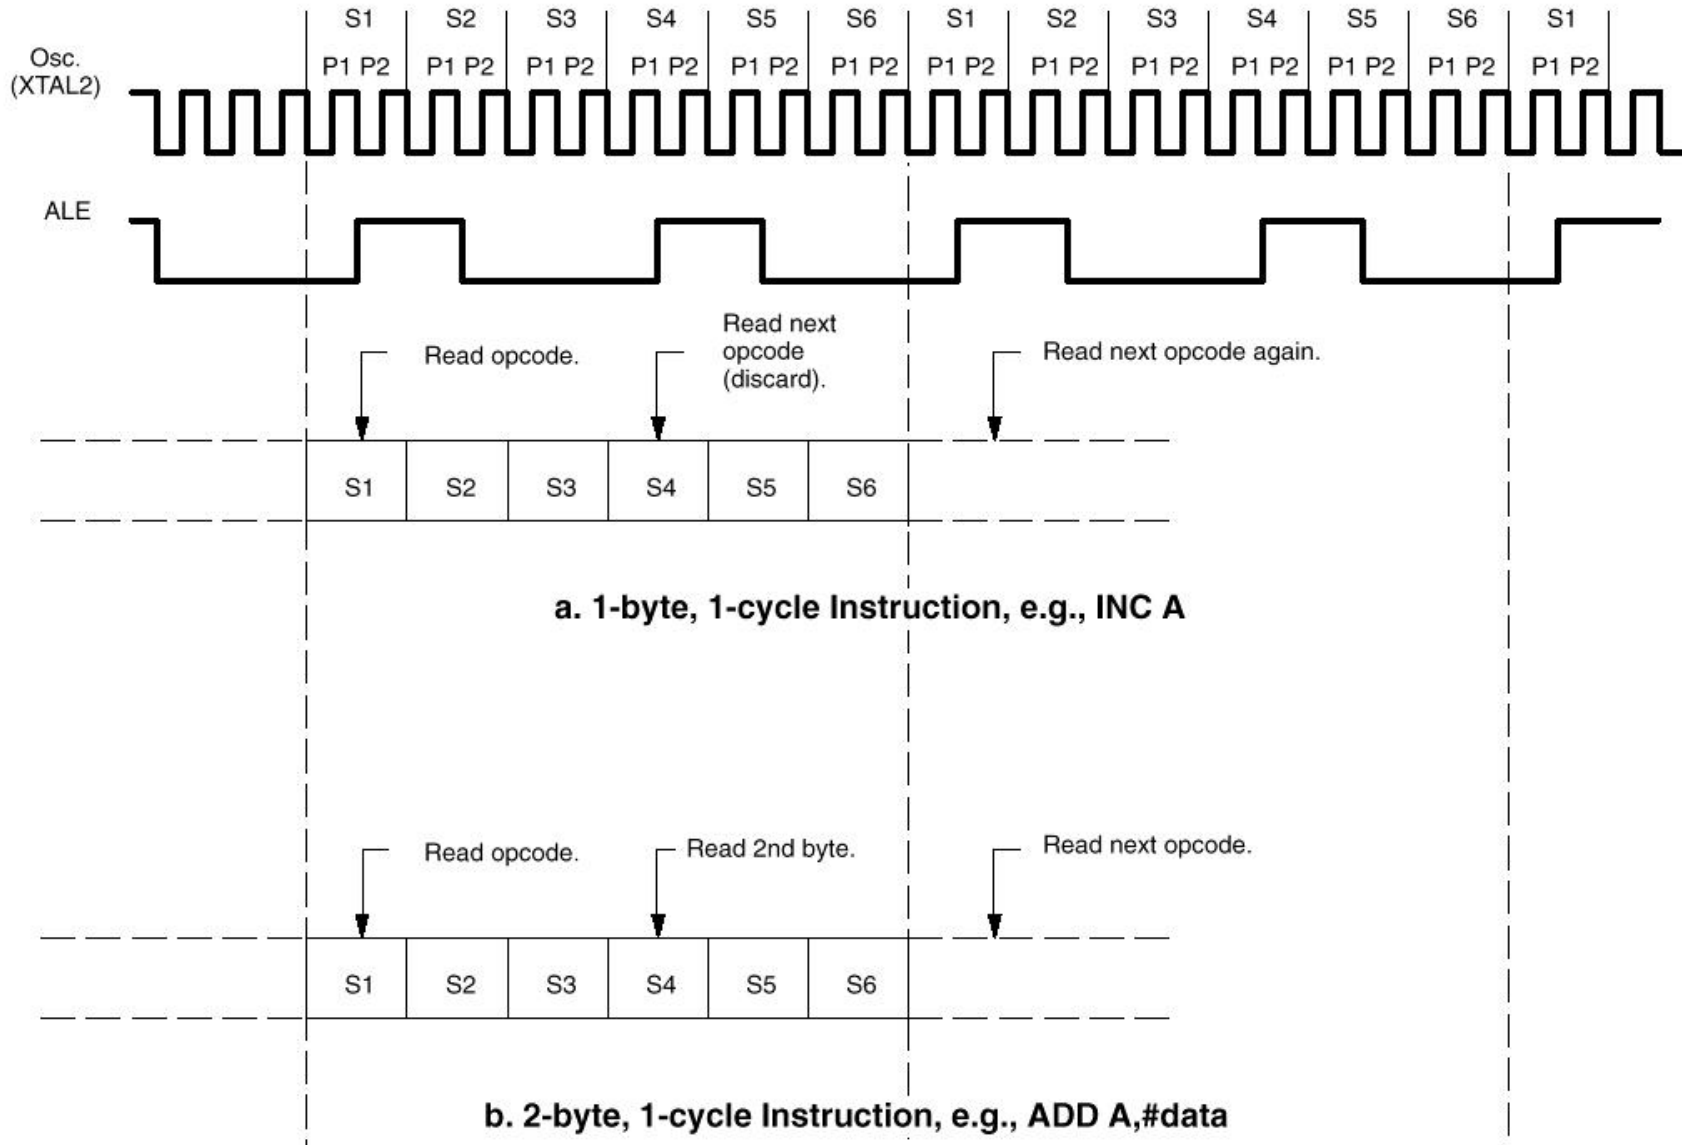 S1 S2 S3 S4 S5 S6 S1 S2 S3 S4 S5 S6 S1
Osc.
(XTAL2)
P1 P2 P1 P2 P1 P2 P1 P2 P1 P2 P1 P2 P1 P2 P1 P2 P1 P2 P1 P2 P1 P2 P1 P2 P1 P2
ALE
Read opcode.
Read next
opcode
(discard).
Read next opcode again.
S1 S2 S3 S4 S5 S6
a. 1-byte, 1-cycle Instruction, e.g., INC A
Read opcode.
Read 2nd byte.
Read next opcode.
S1 S2 S3 S4 S5 S6
b. 2-byte, 1-cycle Instruction, e.g., ADD A,#data